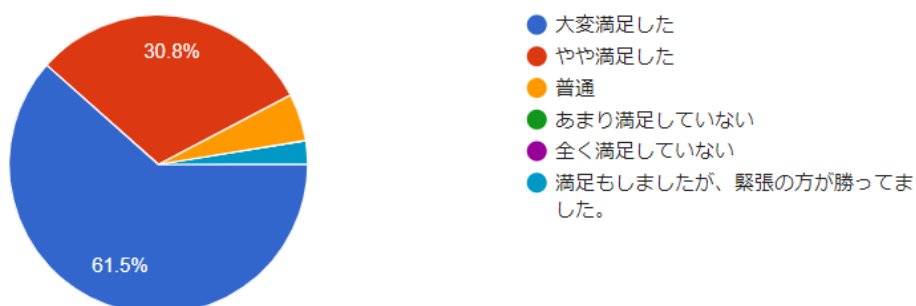 30.8%
61.5%
大変満足した
やや満足した
普通
あまり満足していない
全く満足していない
満足もしましたが、緊張の方が勝ってま
した。